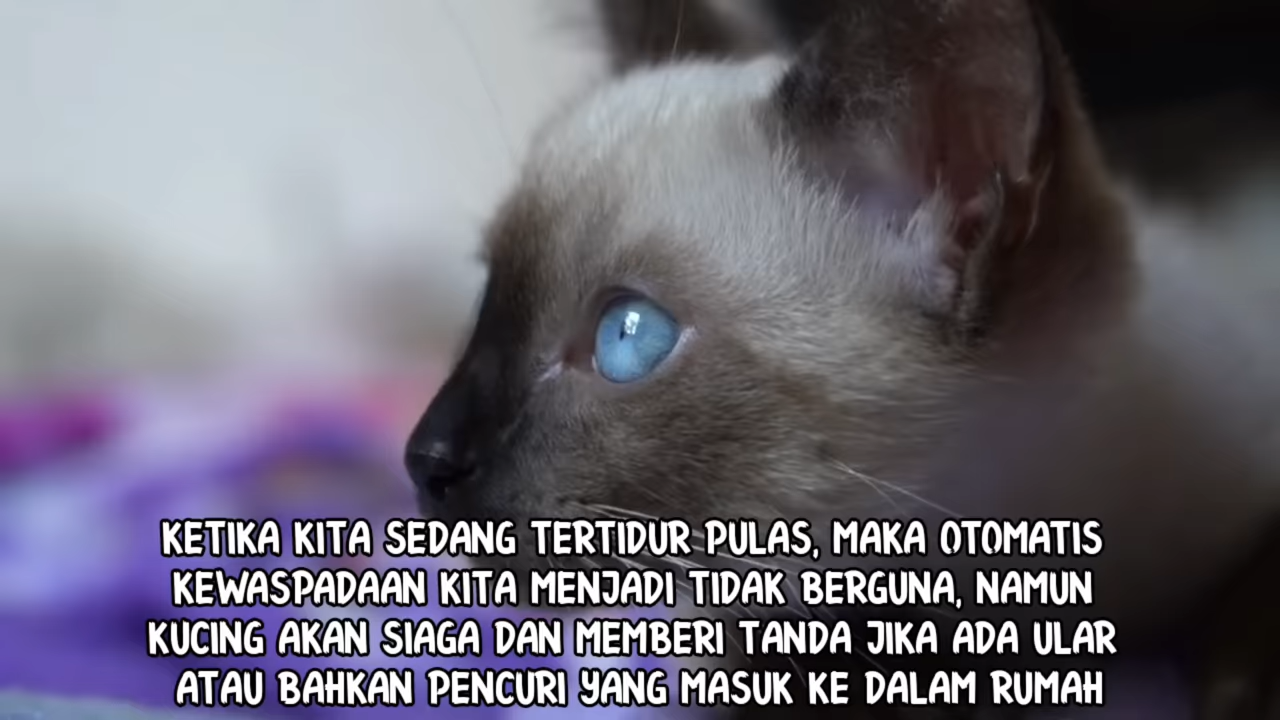 KETIKA KITA SEDANG TERTIDUR PULAS, MAKA OTOMATIS
KEWASPADAAN KITA MENJADI TIDAK BERGUNA, NAMUN
KUCING AKAN SIAGA DAN MEMBERI TANDA JIKA ADA ULAR
ATAU BAHKAN PENCURI YANG MASUK KE DALAM RUMAH